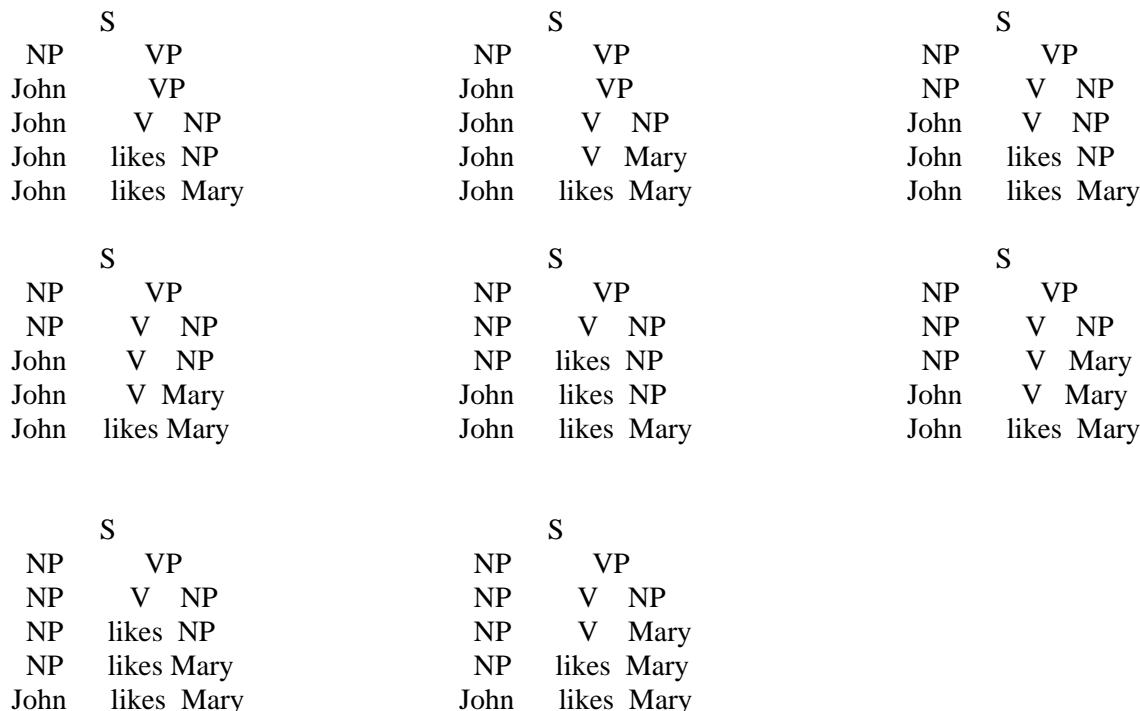 S S S
NP VP NP VP NP VP
John VP John VP NP V NP
John V NP John V NP John V NP
John likes NP John V Mary John likes NP
John likes Mary John likes Mary John likes Mary
S S S
NP VP NP VP NP VP
NP V NP NP V NP NP V NP
John V NP NP likes NP NP V Mary
John V Mary John likes NP John V Mary
John likes Mary John likes Mary John likes Mary
S S
NP VP NP VP
NP V NP NP V NP
NP likes NP NP V Mary
NP likes Mary NP likes Mary
John likes Mary John likes Mary